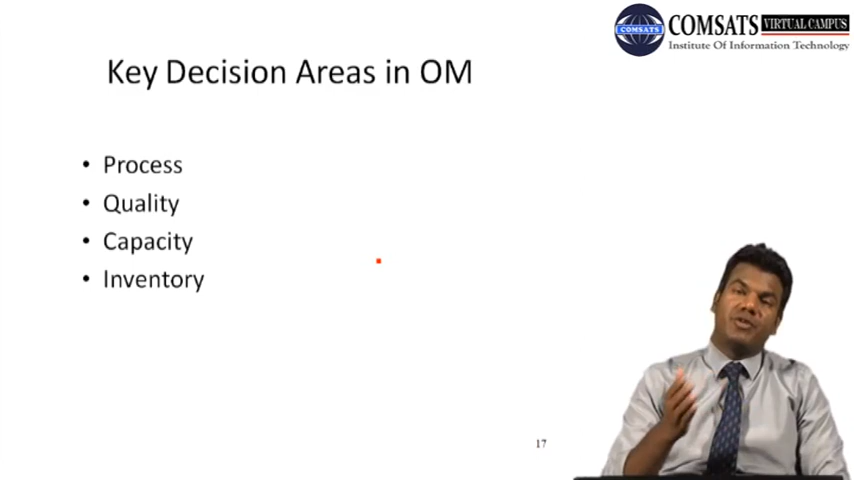 COMSATS VIRTUAL CAMPUS
Institute Of Information Technology
COMSATS
Key Decision Areas in OM
• Process
• Quality
• Capacity
• Inventory
17